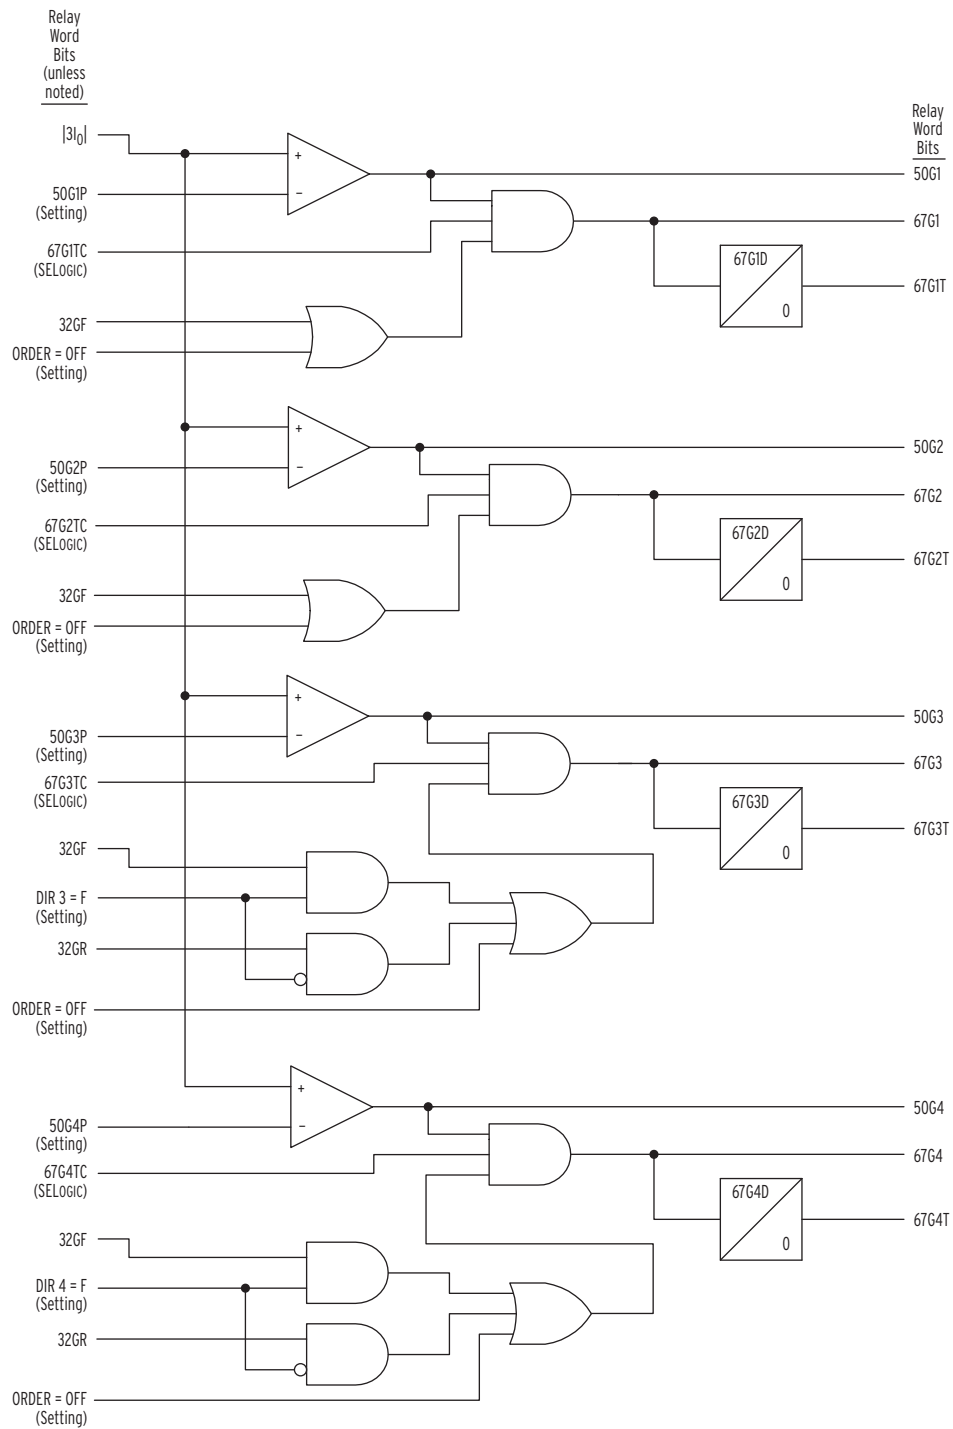 Relay
Word
Bits
(unless
noted)
Relay
Word
Bits
|3I0|
+
50G1
50G1P
(Setting)
−
67G1
67G1TC
(SELOGIC)
67G1D
0
67G1T
32GF
ORDER = OFF
(Setting)
+
50G2
50G2P
(Setting)
−
67G2
67G2TC
(SELOGIC)
67G2D
0
67G2T
32GF
ORDER = OFF
(Setting)
+
50G3
50G3P
(Setting)
−
67G3
67G3TC
(SELOGIC)
67G3D
0
67G3T
32GF
DIR 3 = F
(Setting)
32GR
ORDER = OFF
(Setting)
+
50G4
50G4P
(Setting)
−
67G4
67G4TC
(SELOGIC)
67G4D
0
67G4T
32GF
DIR 4 = F
(Setting)
32GR
ORDER = OFF
(Setting)